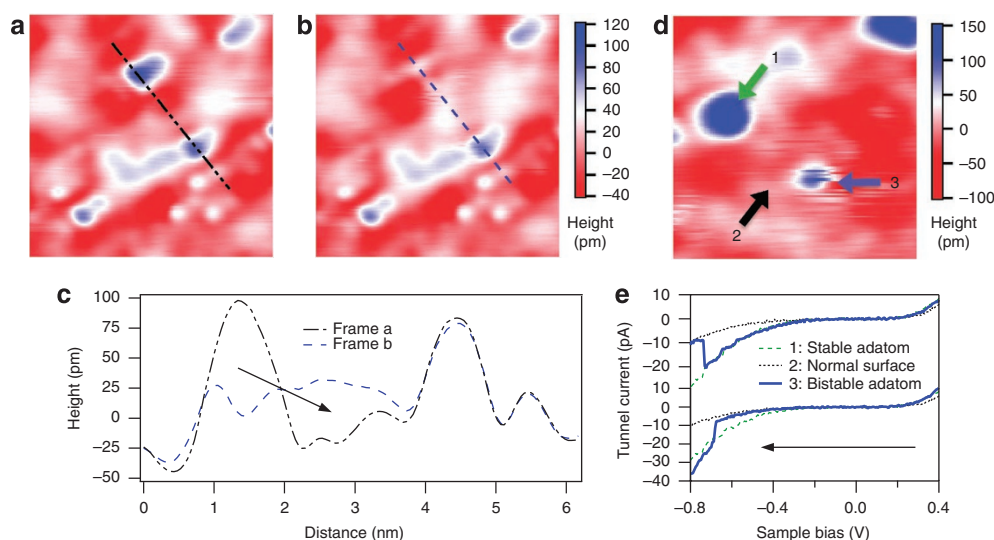 a
b
120
100
80
60
40
20
0
−20
−40
Height
(pm)
d
1
2
3
150
100
50
0
−50
−100
Height
(pm)
c
100
75
50
25
0
−25
−50
Height (pm)
Frame a
Frame b
0 1 2 3 4 5 6
Distance (nm)
e
10
0
−10
−20
10
0
−10
−20
−30
−40
Tunnel current (pA)
1: Stable adatom
2: Normal surface
3: Bistable adatom
−0.8 −0.4 0.0 0.4
Sample bias (V)